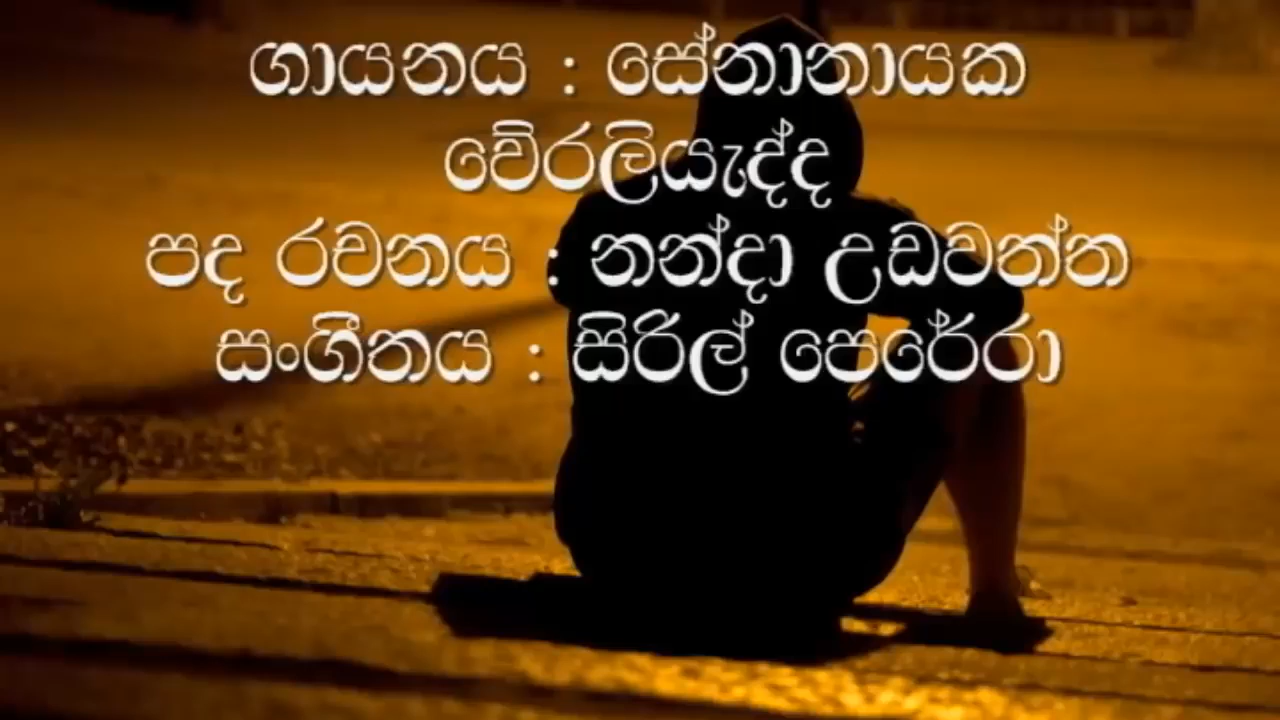 ගායනය : සේනානායක
වේරලියැද්ද
පද රචනය : නන්දා උඩවත්ත
සංගීතය : සිරිල් පෙරේරා